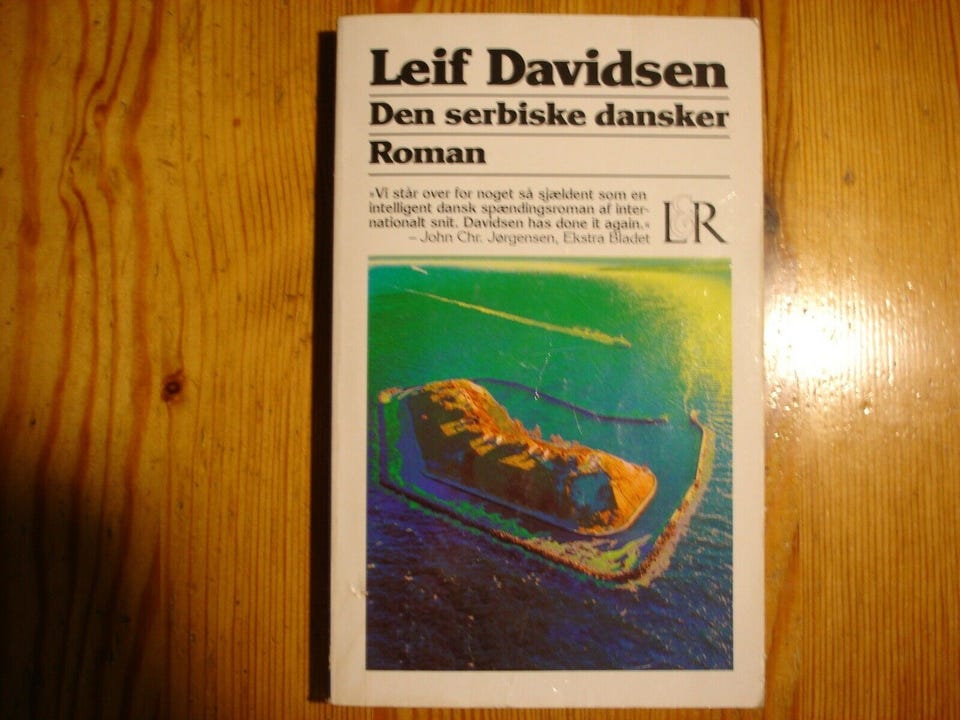 Leif Davidsen
Den serbiske dansker
Roman
»Vi står over for noget så sjældent som en
intelligent dansk spændingsroman af inter-
nationalt snit. Davidsen has done it again.«
– John Chr. Jørgensen, Ekstra Bladet
L&R